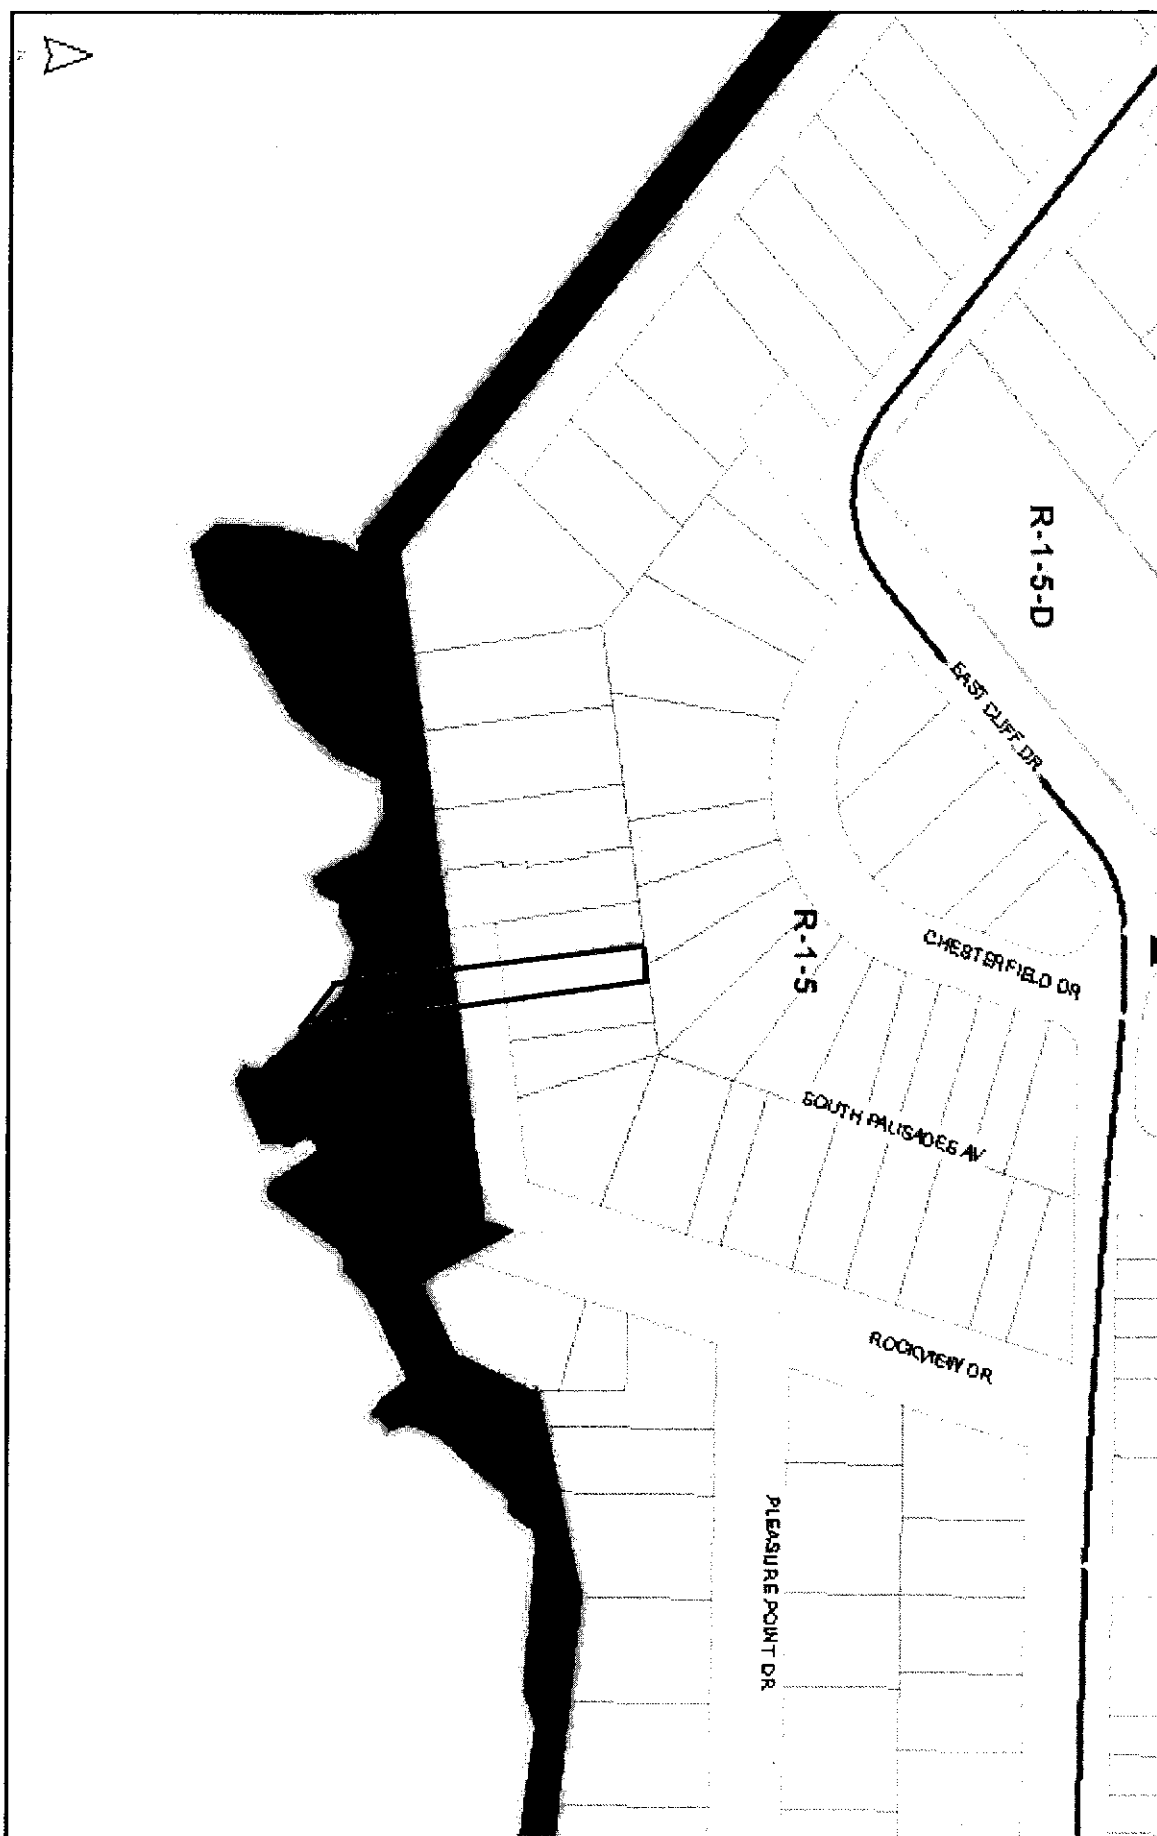 R-1-5-D
EAST CLIFF DR
CHESTERFIELD DR
R-1-5
SOUTH PALISADES AV
ROCKVIEW DR
PLEASURE POINT DR